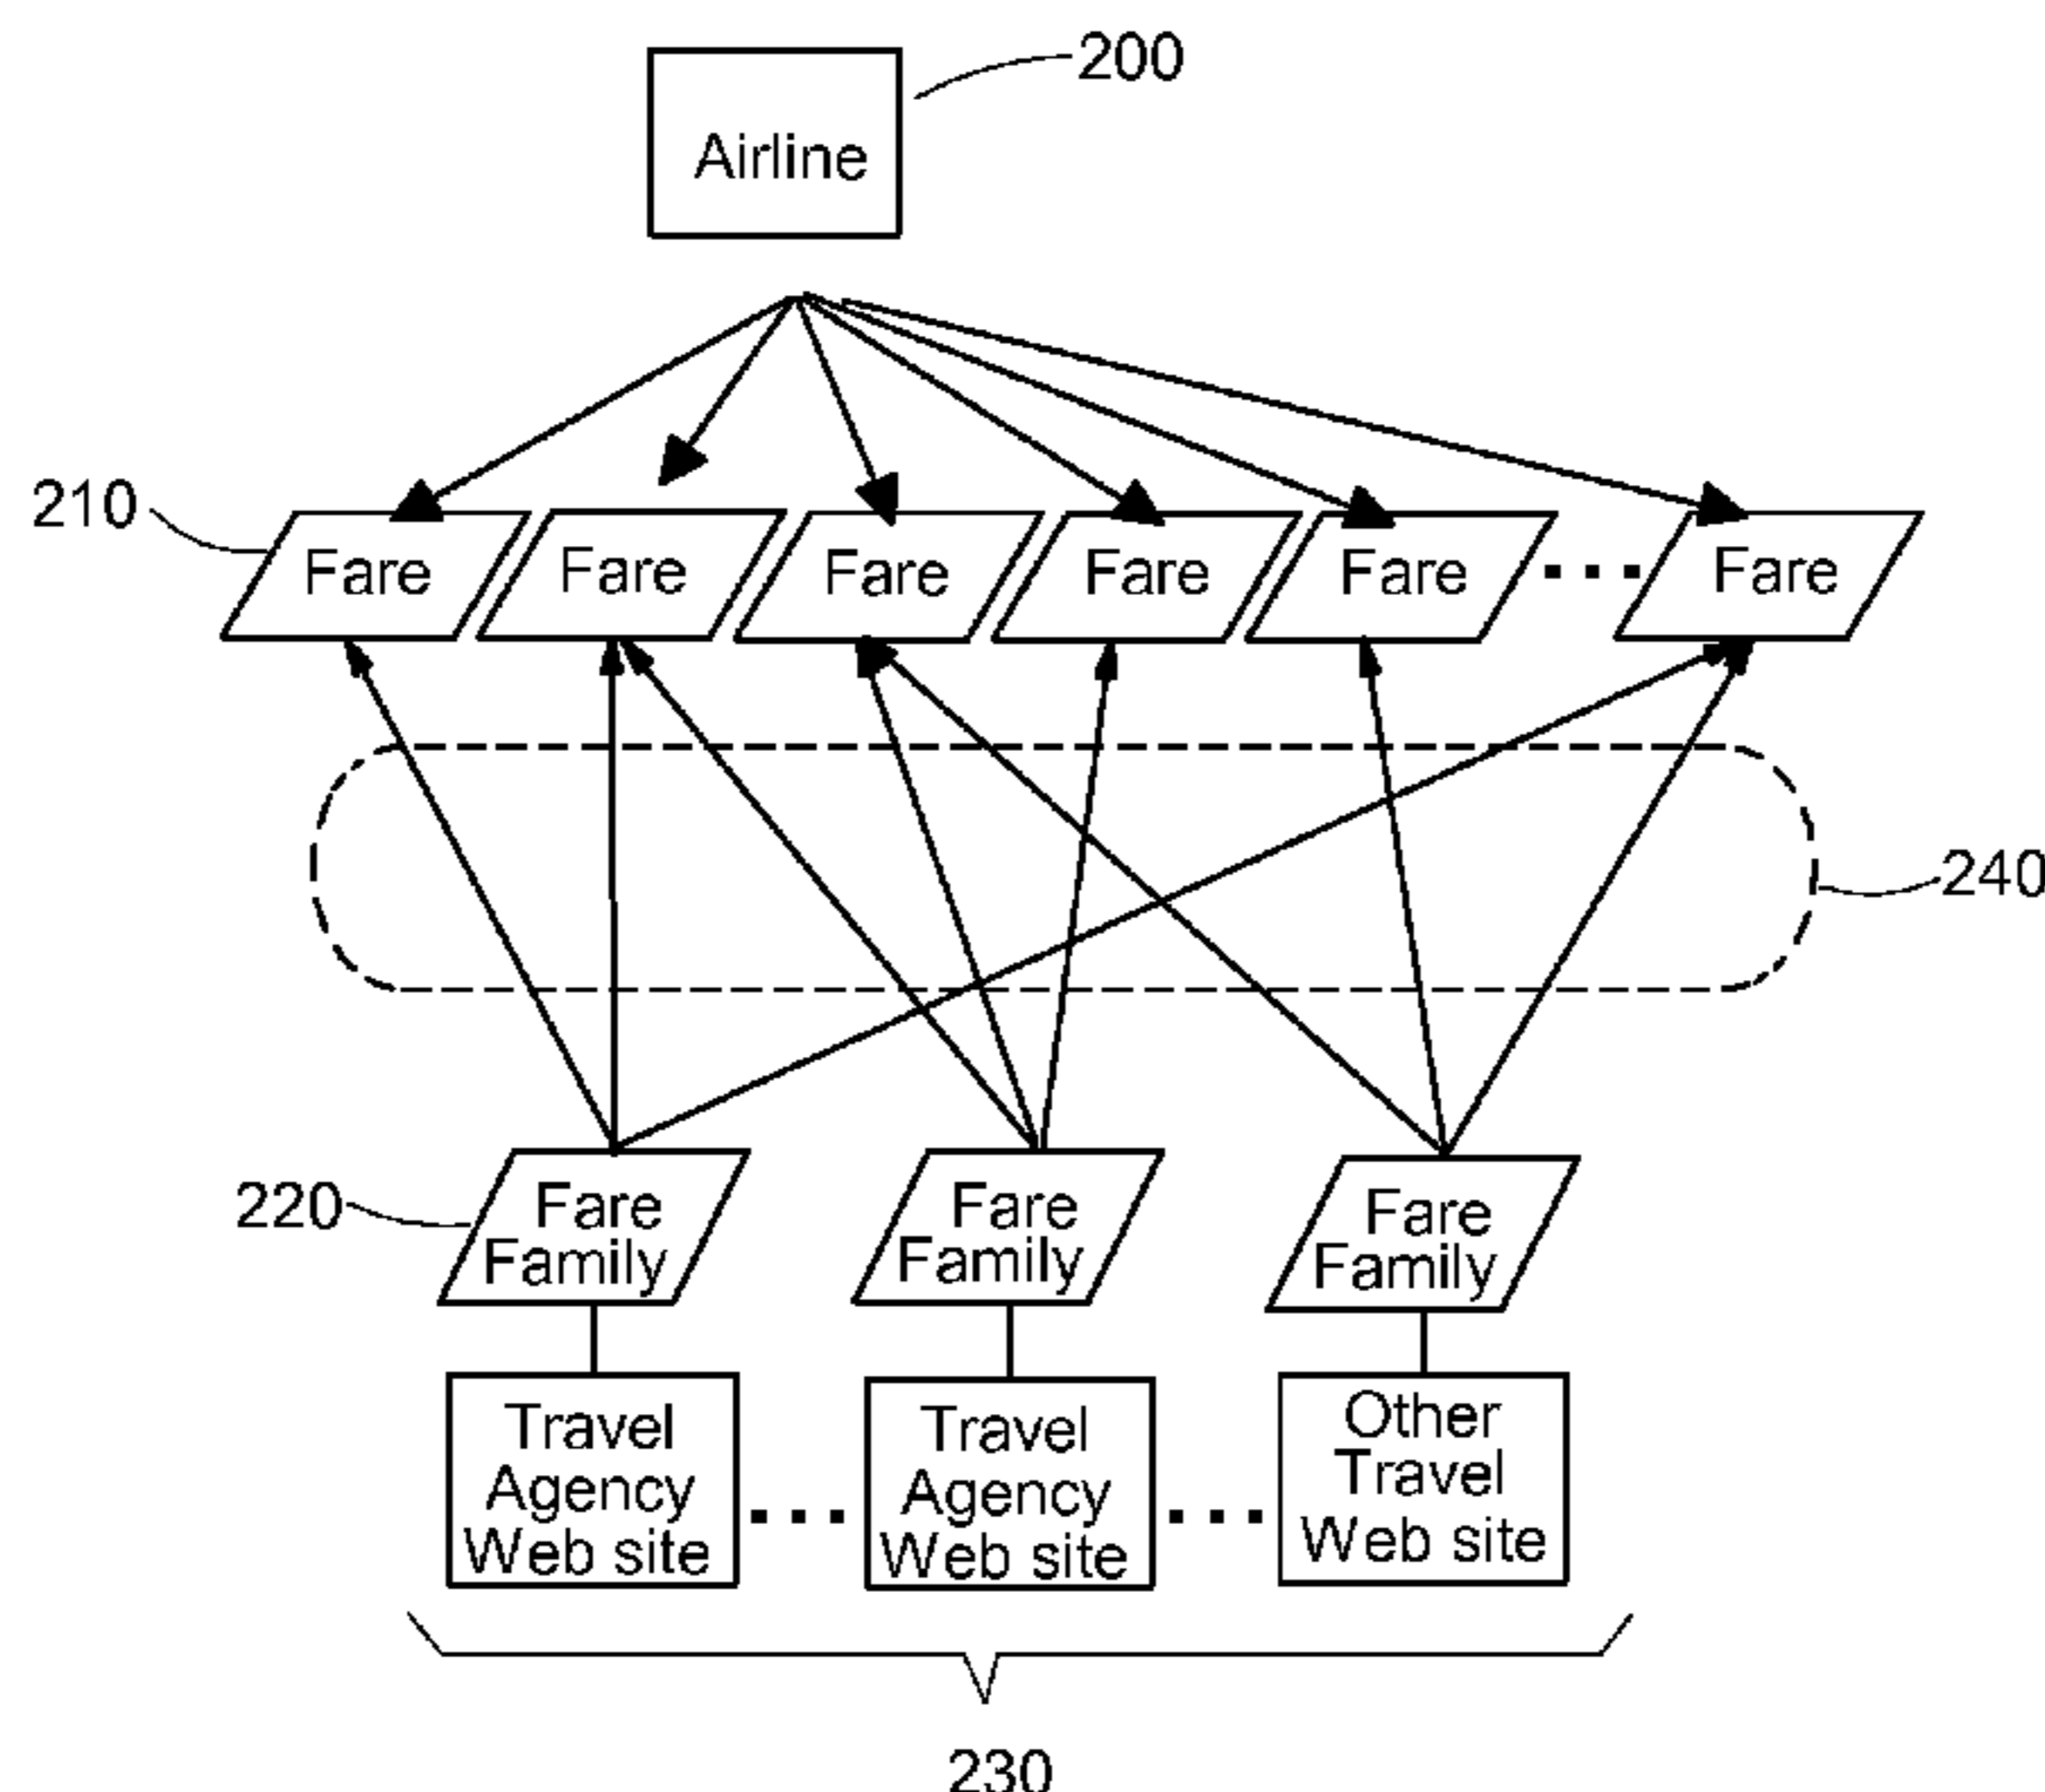 200
Airline
210
Fare
Fare
Fare
Fare
Fare
...
Fare
240
220
Fare
Family
Fare
Family
Fare
Family
Travel
Agency
Web site
...
Travel
Agency
Web site
...
Other
Travel
Web site
230